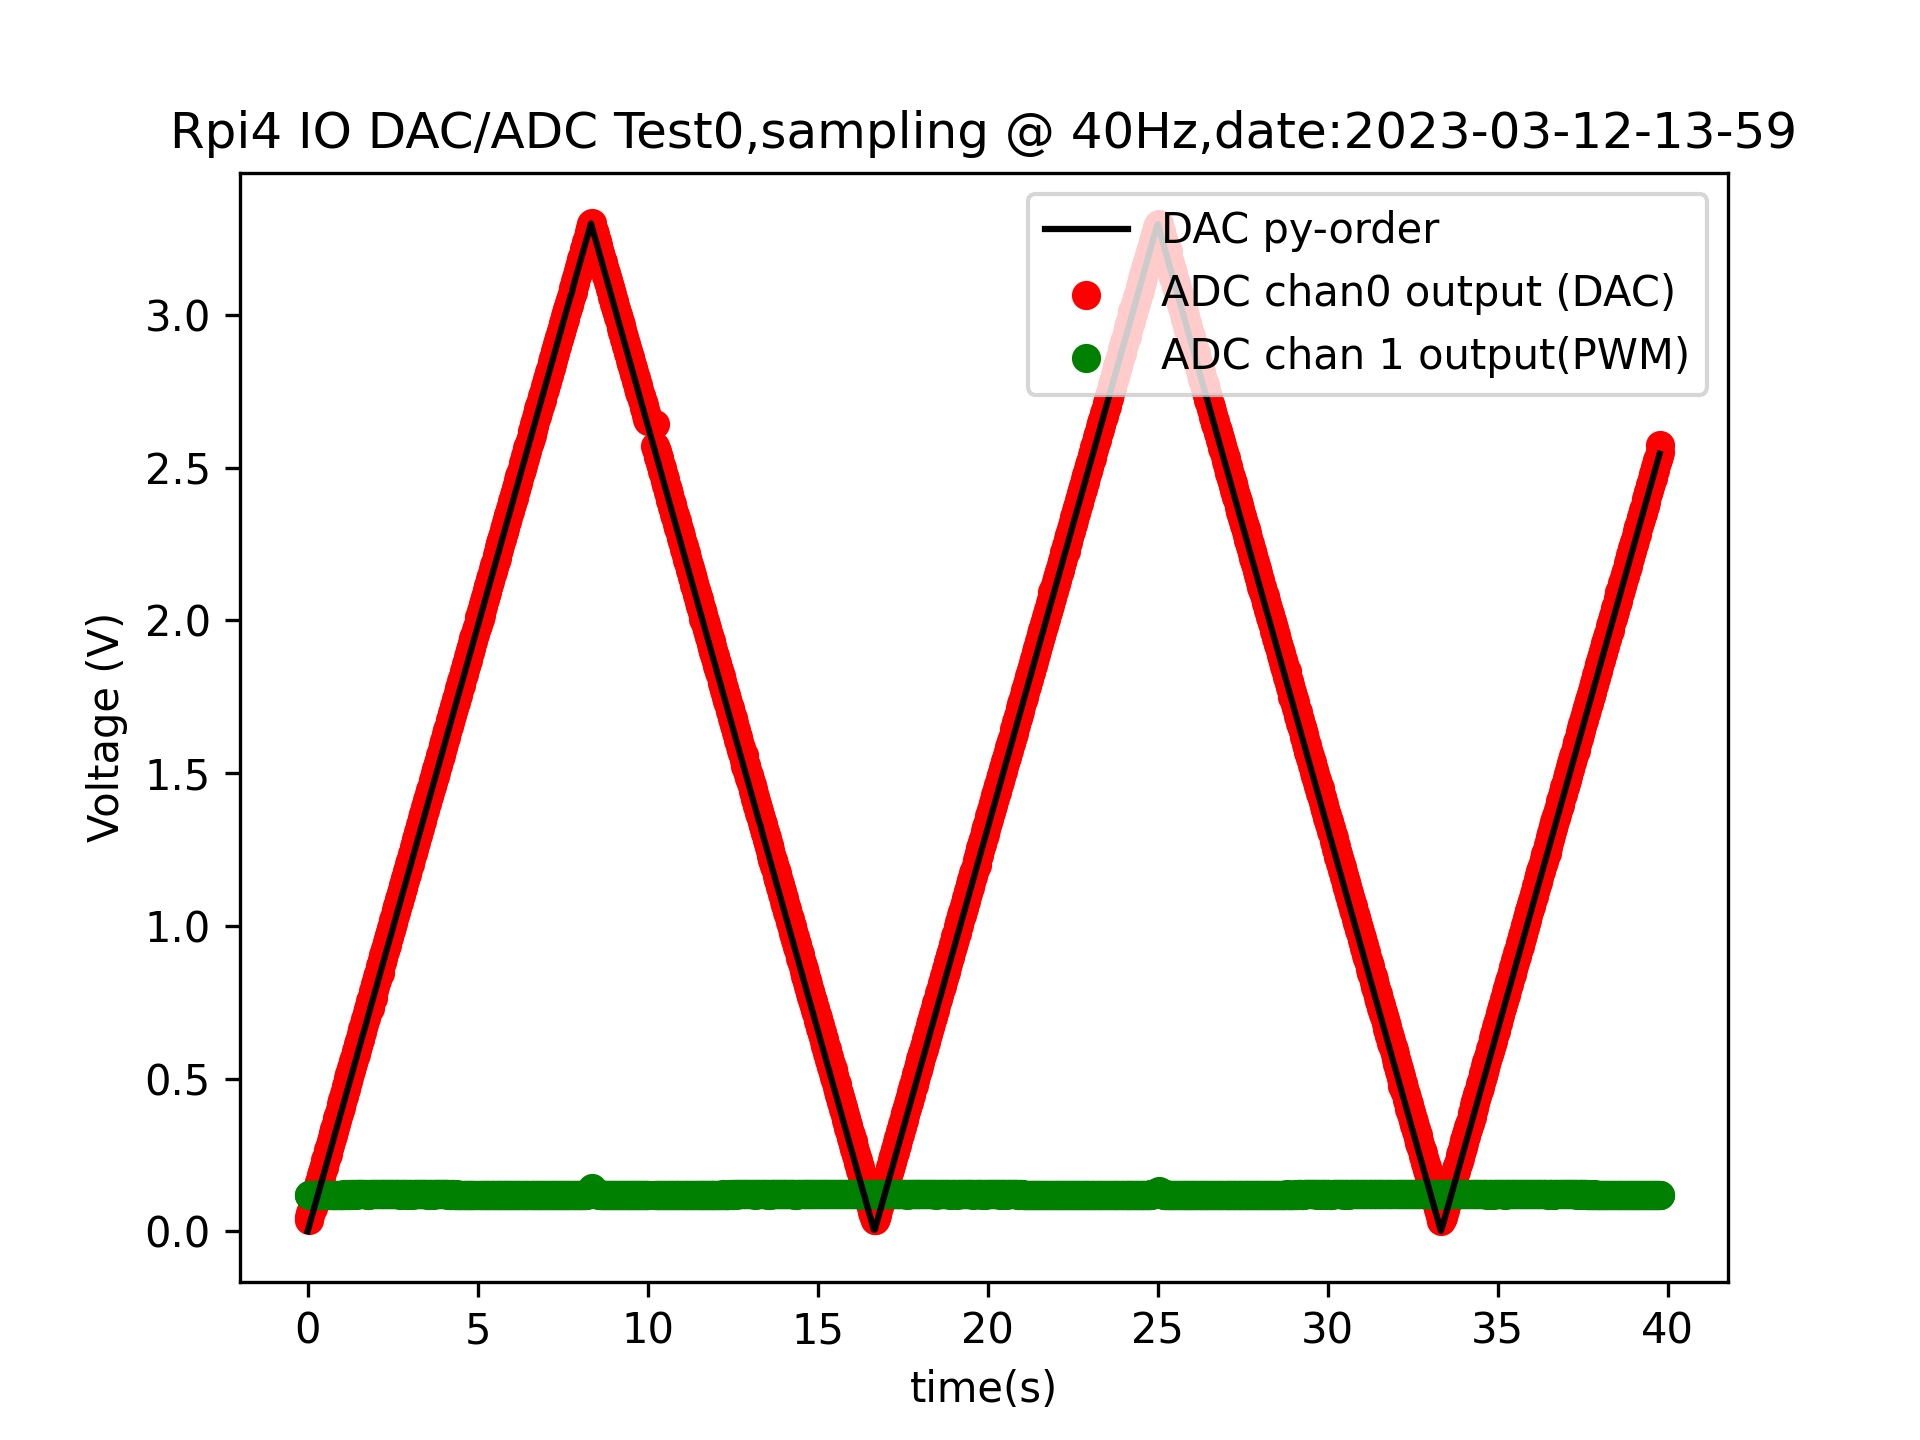 Rpi4 IO DAC/ADC Test0,sampling @ 40Hz,date:2023-03-12-13-59
DAC py-order
ADC chan0 output (DAC)
ADC chan 1 output(PWM)
Voltage (V)
3.0
2.5
2.0
1.5
1.0
0.5
0.0
0 5 10 15 20 25 30 35 40
time(s)